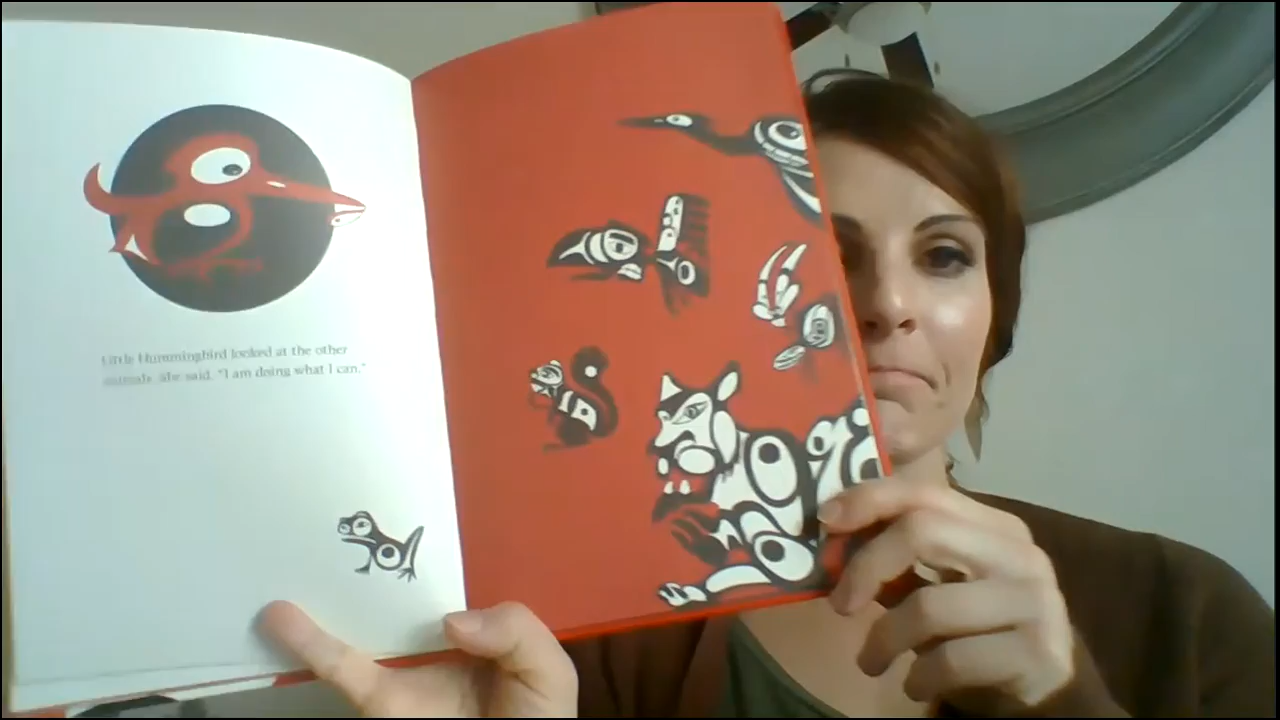 Little Hummingbird looked at the other
animals. She said, "I am doing what I can."